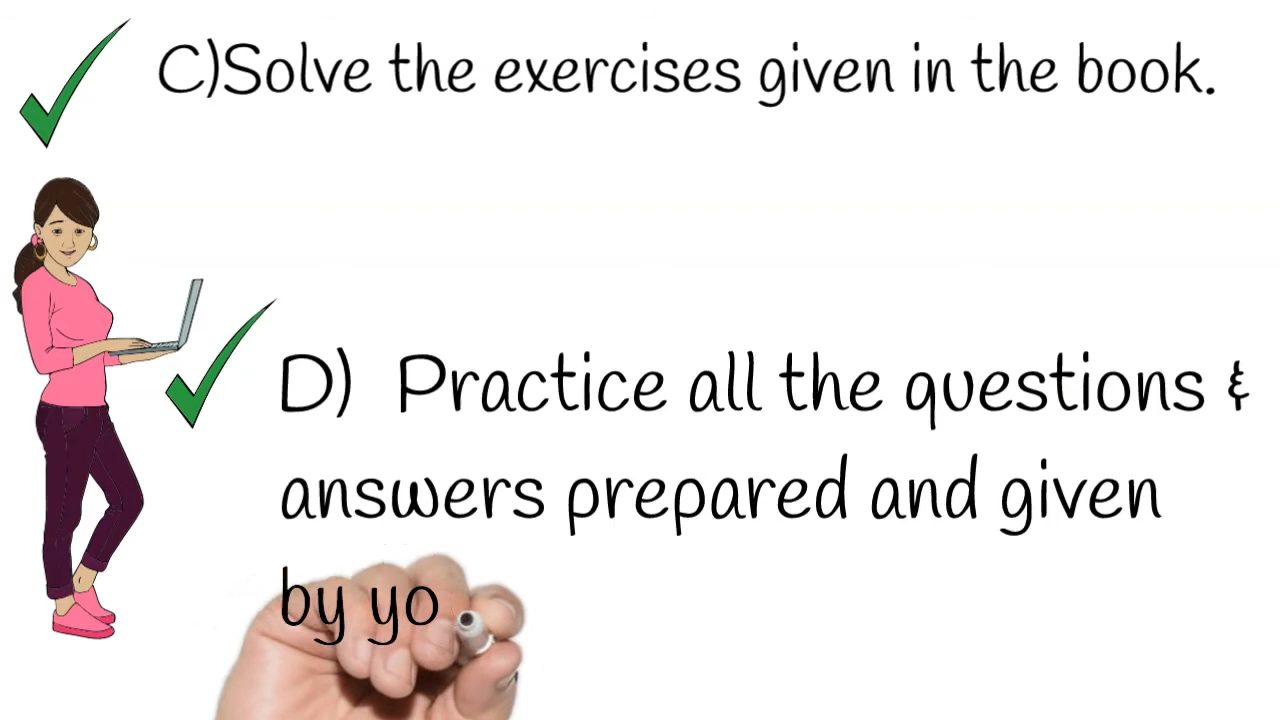 C)Solve the exercises given in the book.
D) Practice all the questions &
answers prepared and given
by yo